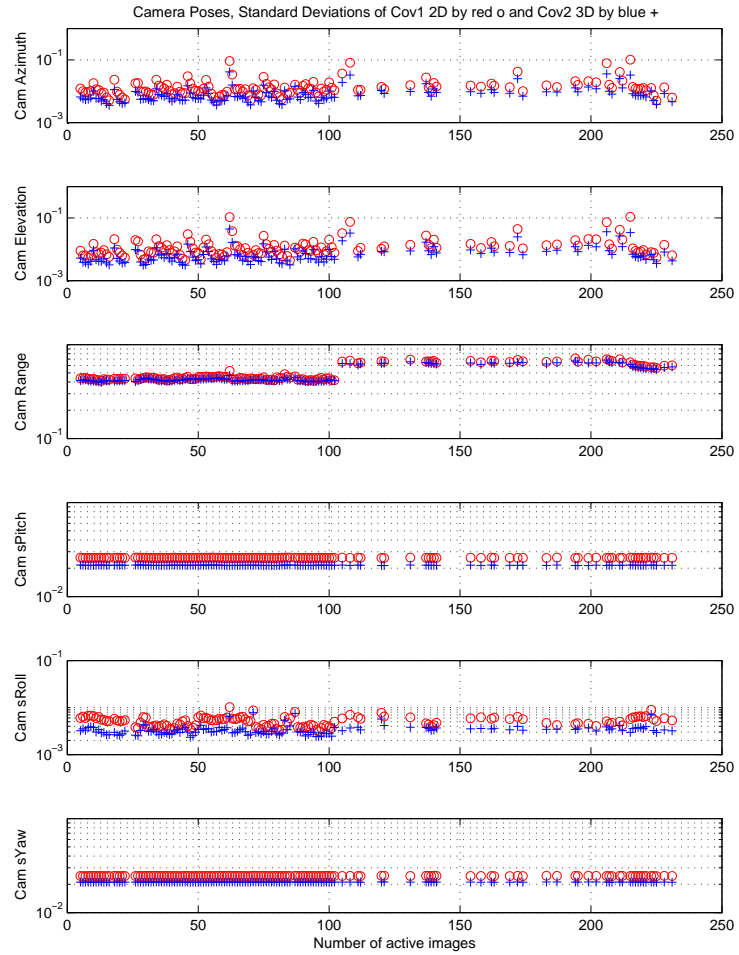 Camera Poses, Standard Deviations of Cov1 2D by red o and Cov2 3D by blue +
Cam Azimuth
10^-1
10^-3
0 50 100 150 200 250
Cam Elevation
10^-1
10^-3
0 50 100 150 200 250
Cam Range
10^-1
0 50 100 150 200 250
Cam sPitch
10^-2
0 50 100 150 200 250
Cam sRoll
10^-1
10^-3
0 50 100 150 200 250
Cam sYaw
10^-2
0 50 100 150 200 250
Number of active images